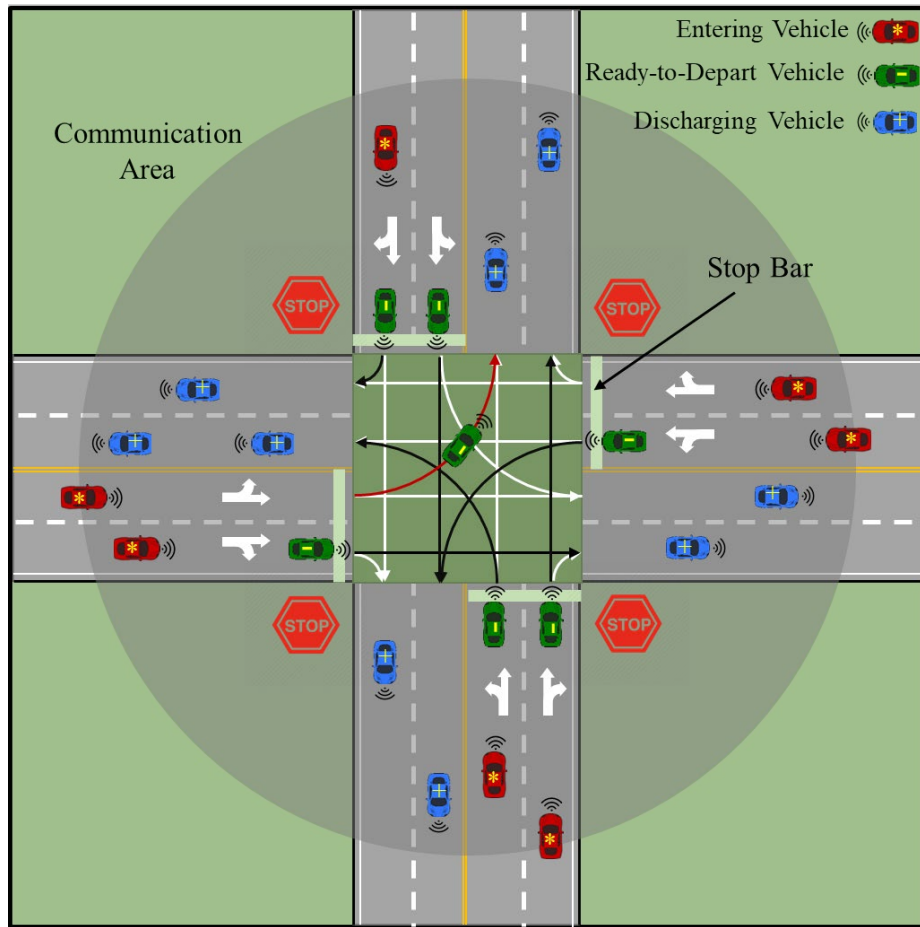 Entering Vehicle
Ready-to-Depart Vehicle
Discharging Vehicle
Communication
Area
Stop Bar
STOP
STOP
STOP
STOP